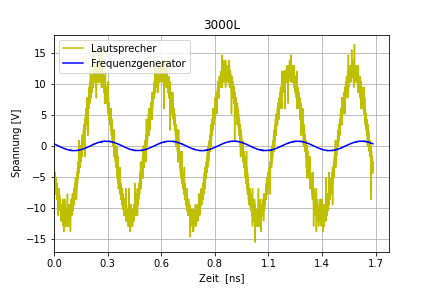 3000L
Lautsprecher
Frequenzgenerator
Spannung [V]
15
10
5
0
−5
−10
−15
0.0 0.3 0.6 0.8 1.1 1.4 1.7
Zeit [ns]